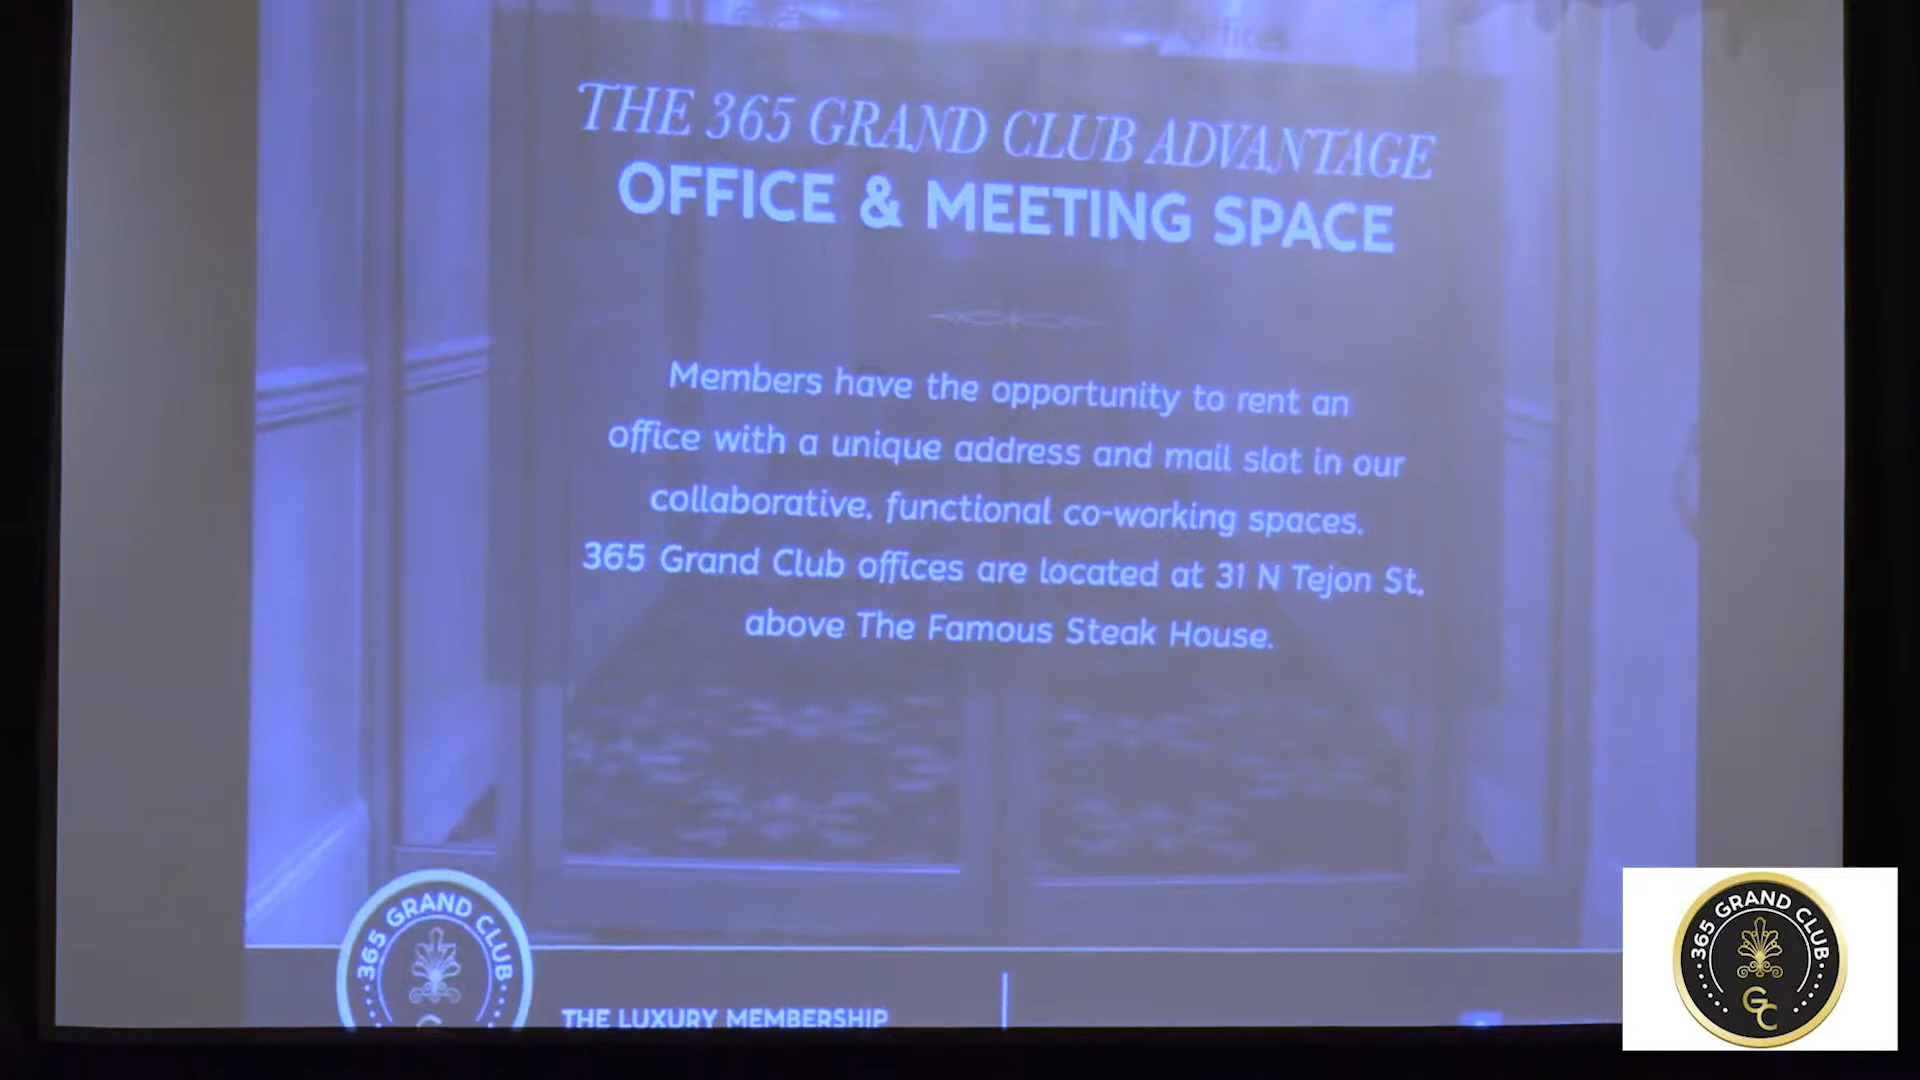 THE 365 GRAND CLUB ADVANTAGE
OFFICE & MEETING SPACE
Members have the opportunity to rent an
office with a unique address and mail slot in our
collaborative, functional co-working spaces.
365 Grand Club offices are located at 31 N Tejon St,
above The Famous Steak House.
365 GRAND CLUB
THE LUXURY MEMBERSHIP
365 GRAND CLUB
GC